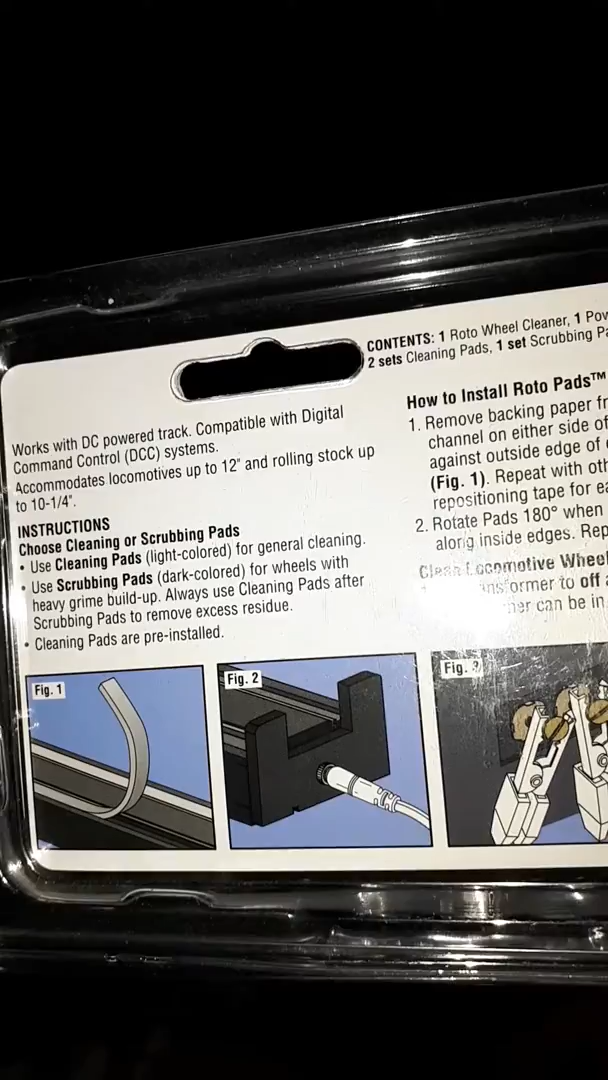 Works with DC powered track. Compatible with Digital
Command Control (DCC) systems.
Accommodates locomotives up to 12" and rolling stock up
to 10-1/4".
INSTRUCTIONS
Choose Cleaning or Scrubbing Pads
• Use Cleaning Pads (light-colored) for general cleaning.
• Use Scrubbing Pads (dark-colored) for wheels with
heavy grime build-up. Always use Cleaning Pads after
Scrubbing Pads to remove excess residue.
• Cleaning Pads are pre-installed.
CONTENTS: 1 Roto Wheel Cleaner, 1 Pow
2 sets Cleaning Pads, 1 set Scrubbing Pa
How to Install Roto Pads™
1. Remove backing paper fr
channel on either side of
against outside edge of
(Fig. 1). Repeat with oth
repositioning tape for ea
2. Rotate Pads 180° when
along inside edges. Rep
Clean Locomotive Wheel
to off a
can be in
Fig. 1
Fig. 2
Fig. 3